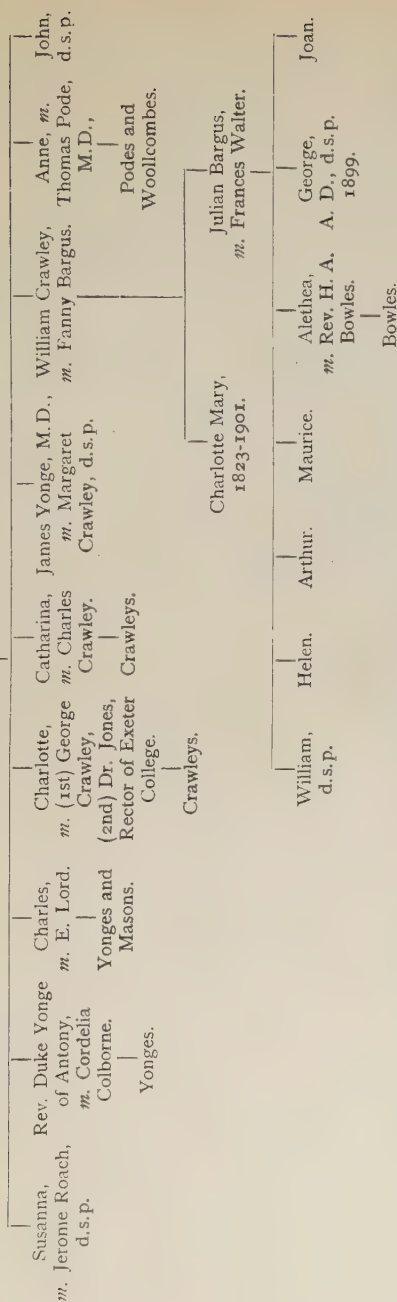 Susanna,
m. Jerome Roach,
d.s.p.
Rev. Duke Yonge
of Antony,
m. Cordelia
Colborne.
Yonges.
Charles,
m. E. Lord.
Yonges and
Masons.
Charlotte,
m. (1st) George
Crawley,
(2nd) Dr. Jones,
Rector of Exeter
College.
Crawleys.
Catharina,
m. Charles
Crawley.
Crawleys.
James Yonge, M.D.,
m. Margaret
Crawley, d.s.p.
William Crawley,
m. Fanny Bargus.
Anne, m.
Thomas Pode,
M.D.,
Podes and
Woollcombes.
John,
d.s.p.
Charlotte Mary,
1823-1901.
Julian Bargus,
m. Frances Walter.
William,
d.s.p.
Helen.
Arthur.
Maurice.
Alethea,
m. Rev. H. A.
Bowles.
Bowles.
George,
A. D., d.s.p.
1899.
Joan.